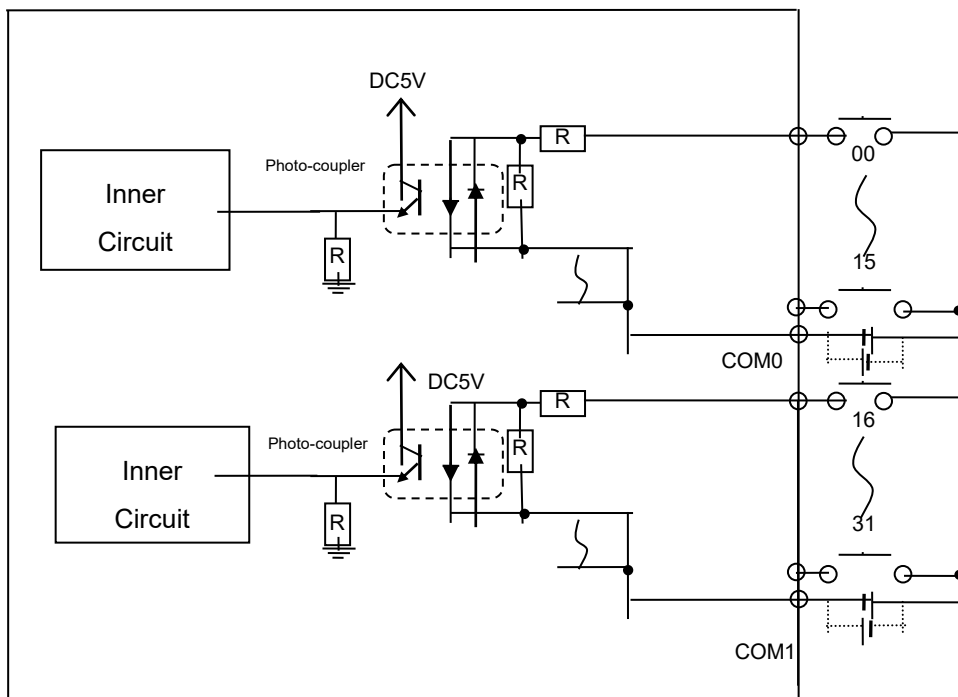 DC5V
R
00
Photo-coupler
R
Inner
Circuit
R
15
COM0
DC5V
R
16
Photo-coupler
R
Inner
Circuit
R
31
COM1